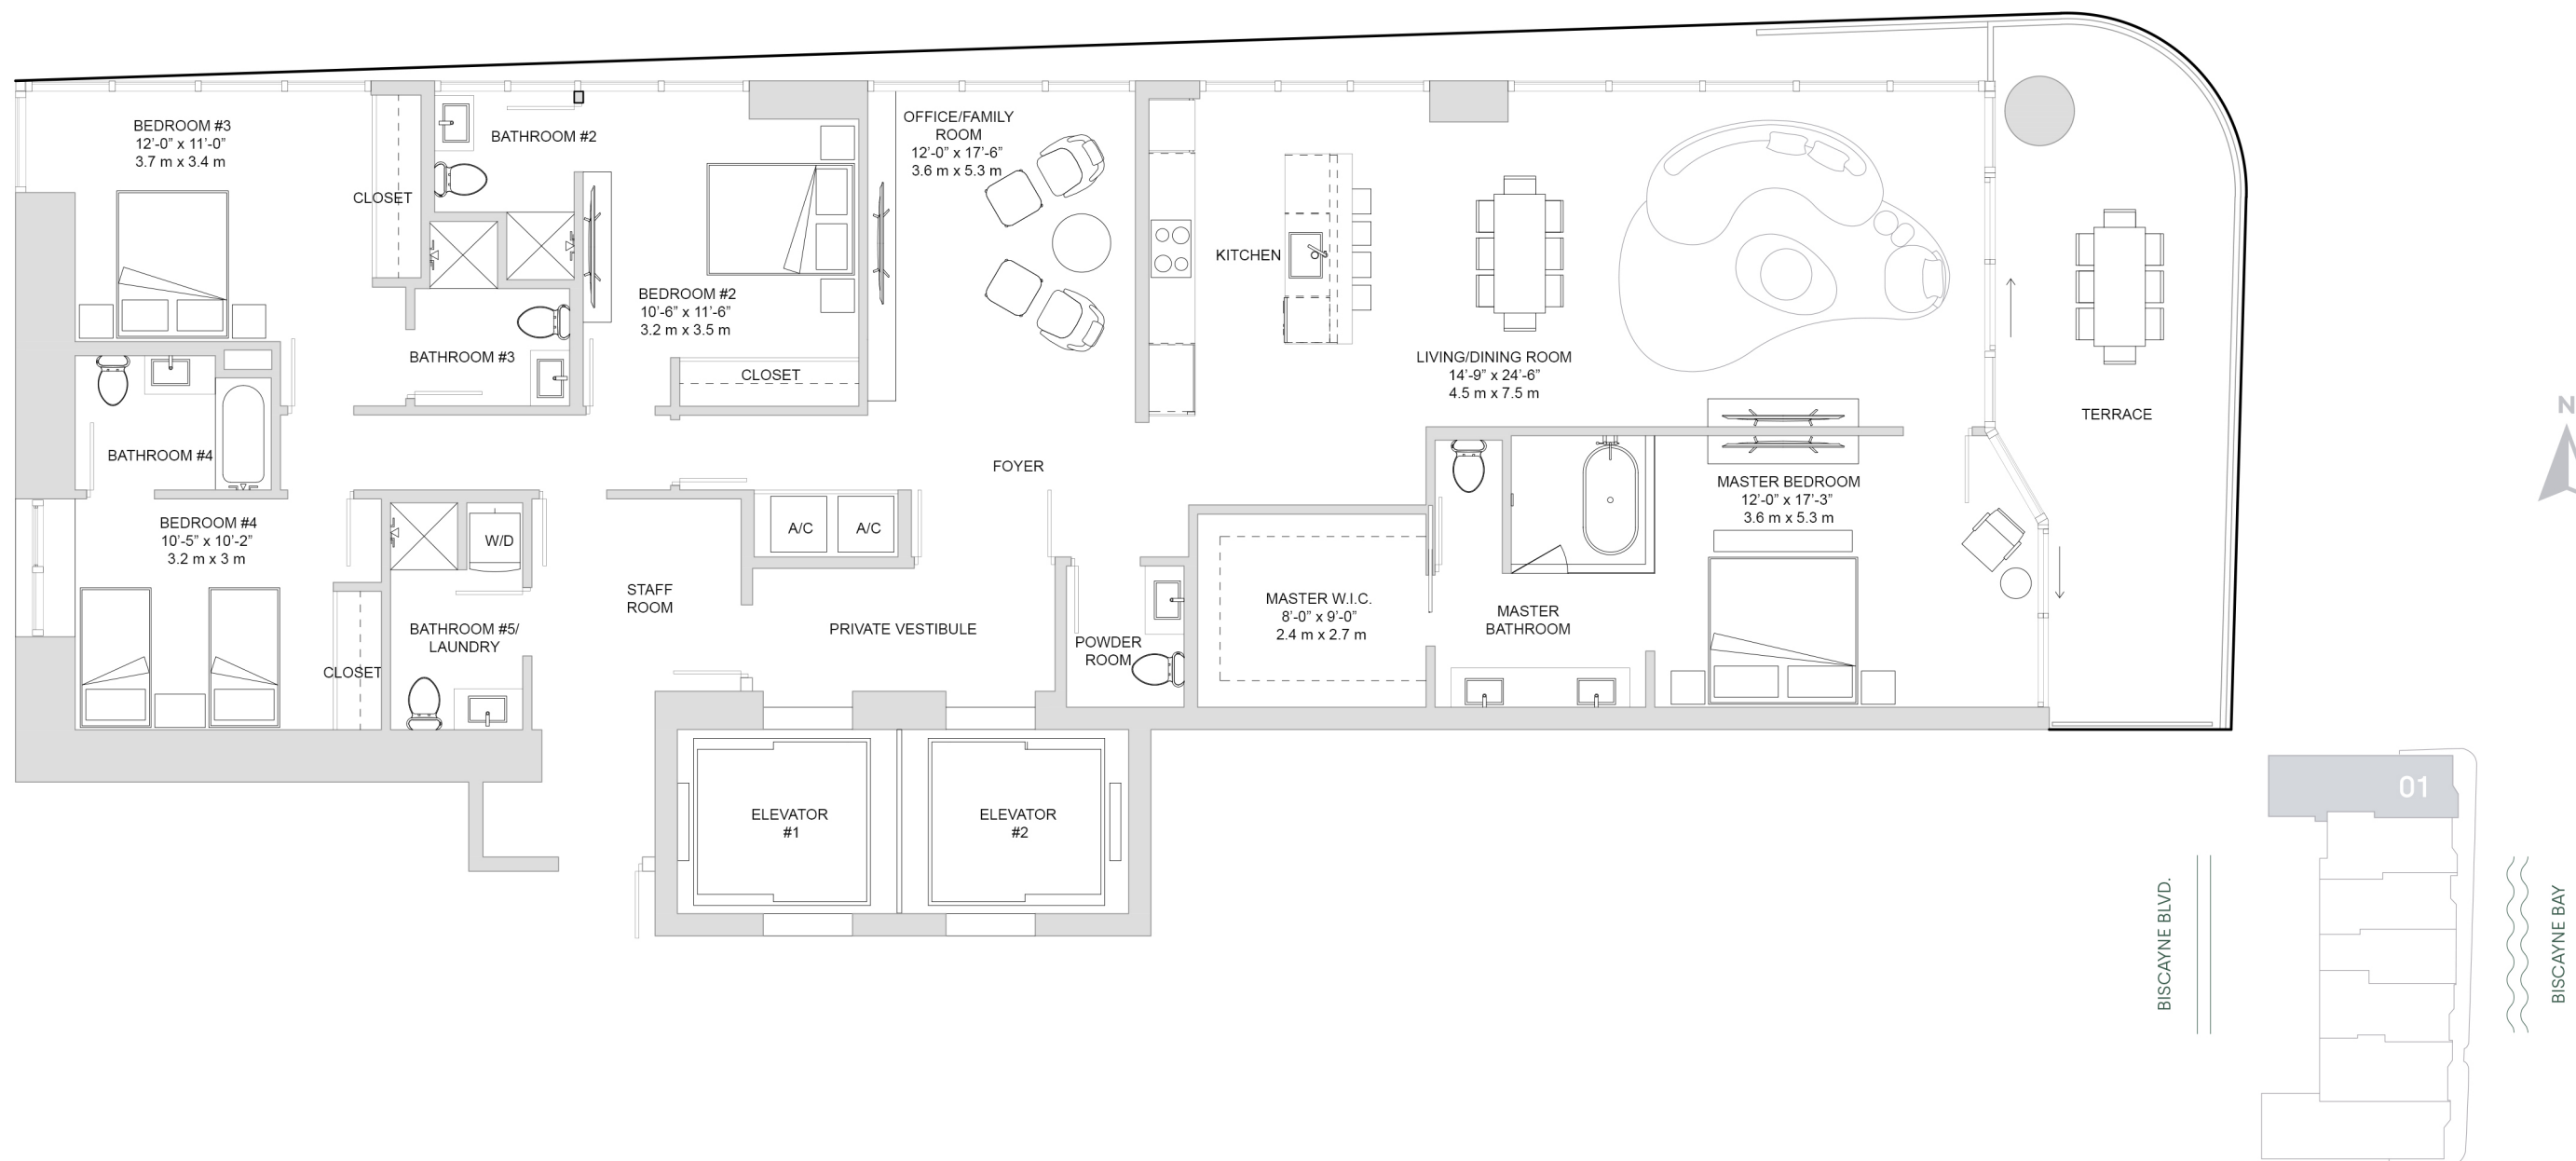 BEDROOM #3
12’-0” x 11’-0”
3.7 m x 3.4 m
CLOSET
BATHROOM #2
BEDROOM #2
10’-6” x 11’-6”
3.2 m x 3.5 m
CLOSET
OFFICE/FAMILY
ROOM
12’-0” x 17’-6”
3.6 m x 5.3 m
KITCHEN
LIVING/DINING ROOM
14’-9” x 24’-6”
4.5 m x 7.5 m
TERRACE
BATHROOM #3
BATHROOM #4
FOYER
BEDROOM #4
10’-5” x 10’-2”
3.2 m x 3 m
CLOSET
W/D
BATHROOM #5/
LAUNDRY
STAFF
ROOM
A/C
A/C
PRIVATE VESTIBULE
POWDER
ROOM
MASTER W.I.C.
8’-0” x 9’-0”
2.4 m x 2.7 m
MASTER
BATHROOM
MASTER BEDROOM
12’-0” x 17’-3”
3.6 m x 5.3 m
ELEVATOR
#1
ELEVATOR
#2
N
01
BISCAYNE BLVD.
BISCAYNE BAY